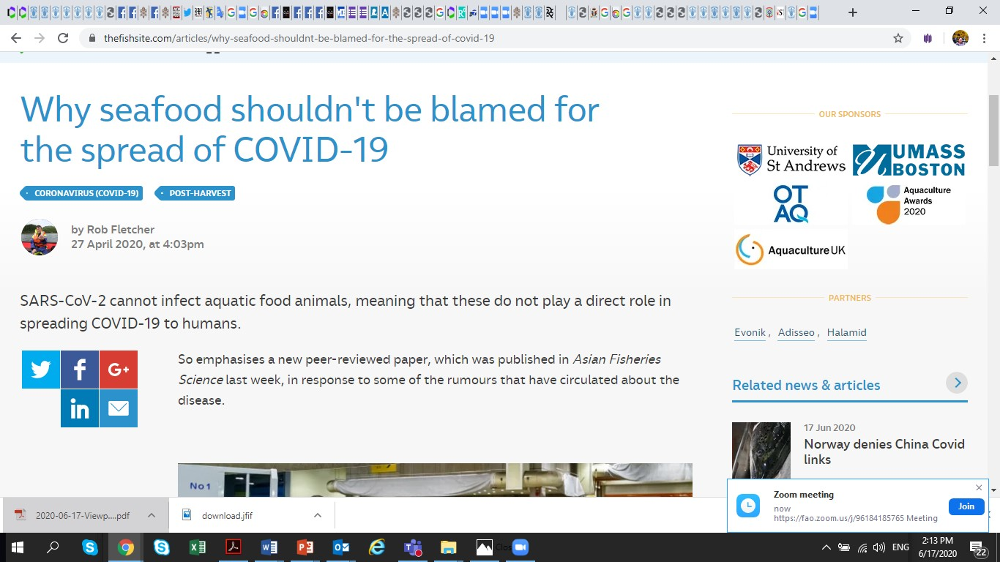 thefishsite.com/articles/why-seafood-shouldnt-be-blamed-for-the-spread-of-covid-19
Why seafood shouldn't be blamed for
the spread of COVID-19
CORONAVIRUS (COVID-19)
POST-HARVEST
by Rob Fletcher
27 April 2020, at 4:03pm
SARS-CoV-2 cannot infect aquatic food animals, meaning that these do not play a direct role in
spreading COVID-19 to humans.
So emphasises a new peer-reviewed paper, which was published in Asian Fisheries
Science last week, in response to some of the rumours that have circulated about the
disease.
No1
OUR SPONSORS
University of
St Andrews
UMASS
BOSTON
OT
AQ
Aquaculture
Awards
2020
Aquaculture UK
PARTNERS
Evonik , Adisseo , Halamid
Related news & articles
17 Jun 2020
Norway denies China Covid
links
Zoom meeting
now
https://fao.zoom.us/j/96184185765 Meeting
Join
2020-06-17-Viewp....pdf
download.jfif
ENG
2:13 PM
6/17/2020
22